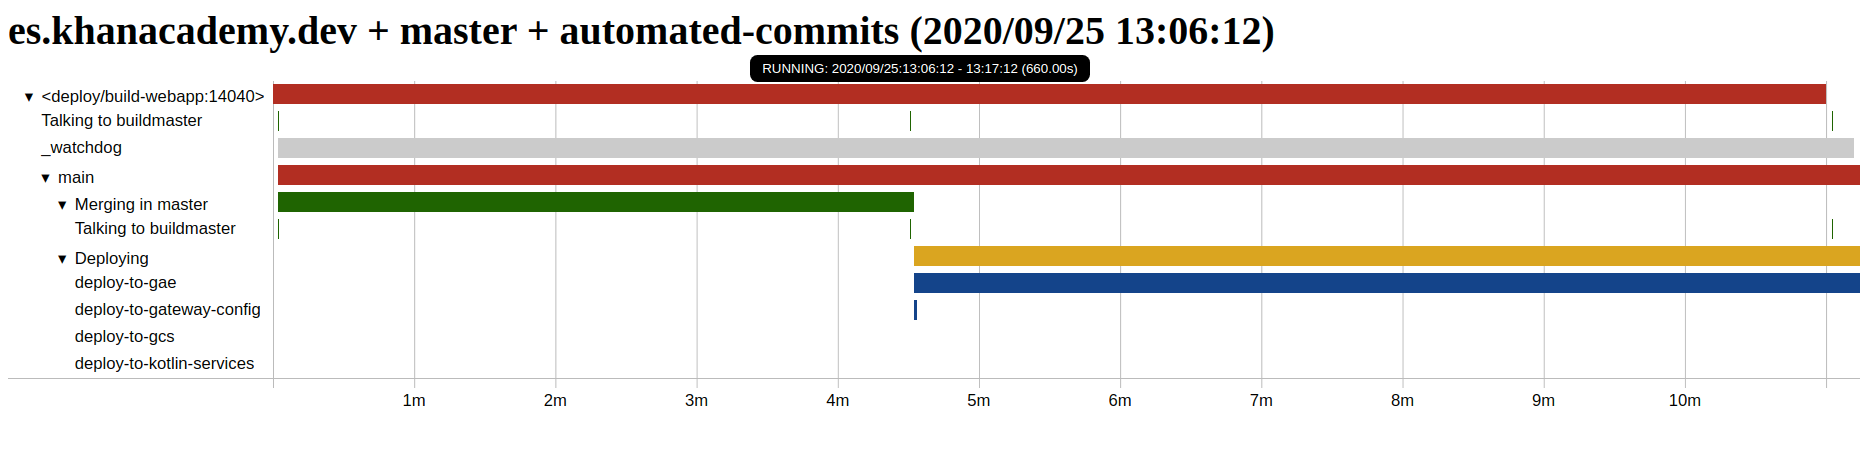 es.khanacademy.dev + master + automated-commits (2020/09/25 13:06:12)
RUNNING: 2020/09/25:13:06:12 - 13:17:12 (660.00s)
▼ <deploy/build-webapp:14040>
Talking to buildmaster
_watchdog
▼ main
▼ Merging in master
Talking to buildmaster
▼ Deploying
deploy-to-gae
deploy-to-gateway-config
deploy-to-gcs
deploy-to-kotlin-services
1m 2m 3m 4m 5m 6m 7m 8m 9m 10m